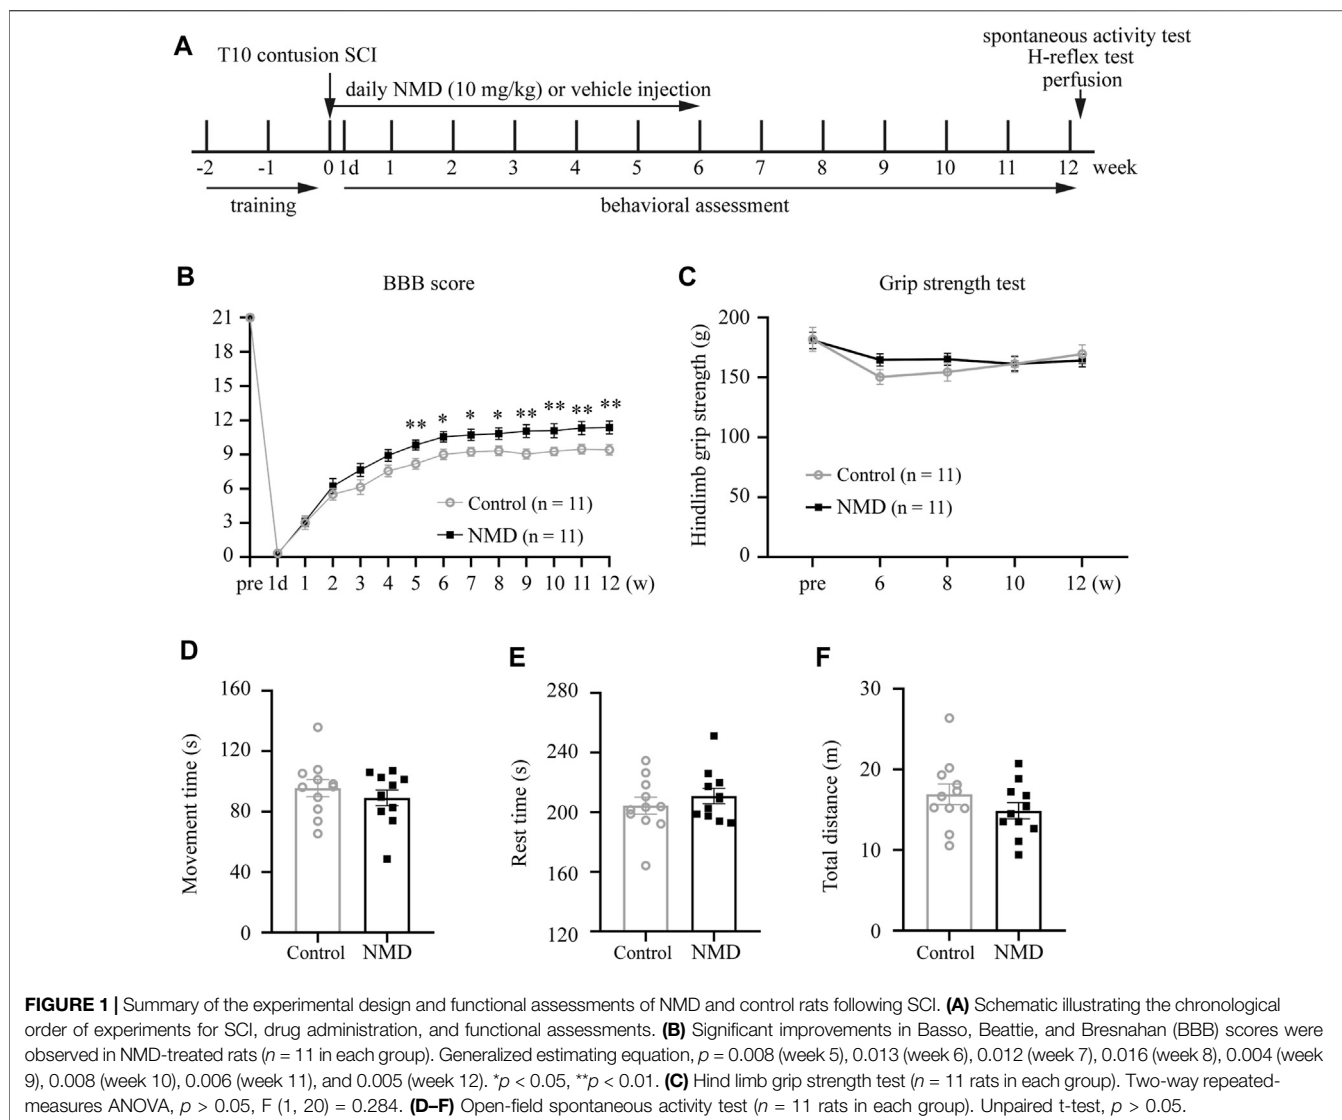 A
T10 contusion SCI
spontaneous activity test
H-reflex test
perfusion
daily NMD (10 mg/kg) or vehicle injection
-2 -1 0 1d 1 2 3 4 5 6 7 8 9 10 11 12 week
training
behavioral assessment
B
BBB score
21
18
15
12
9
6
3
0
** * * * ** ** ** **
Control (n = 11)
NMD (n = 11)
pre 1d 1 2 3 4 5 6 7 8 9 10 11 12 (w)
C
Grip strength test
Hindlimb grip strength (g)
200
150
100
50
0
Control (n = 11)
NMD (n = 11)
pre 6 8 10 12 (w)
D
Movement time (s)
160
120
80
40
0
Control NMD
E
Rest time (s)
280
240
200
160
120
Control NMD
F
Total distance (m)
30
20
10
0
Control NMD
FIGURE 1 | Summary of the experimental design and functional assessments of NMD and control rats following SCI. (A) Schematic illustrating the chronological
order of experiments for SCI, drug administration, and functional assessments. (B) Significant improvements in Basso, Beattie, and Bresnahan (BBB) scores were
observed in NMD-treated rats (n = 11 in each group). Generalized estimating equation, p = 0.008 (week 5), 0.013 (week 6), 0.012 (week 7), 0.016 (week 8), 0.004 (week
9), 0.008 (week 10), 0.006 (week 11), and 0.005 (week 12). *p < 0.05, **p < 0.01. (C) Hind limb grip strength test (n = 11 rats in each group). Two-way repeated-
measures ANOVA, p > 0.05, F (1, 20) = 0.284. (D–F) Open-field spontaneous activity test (n = 11 rats in each group). Unpaired t-test, p > 0.05.